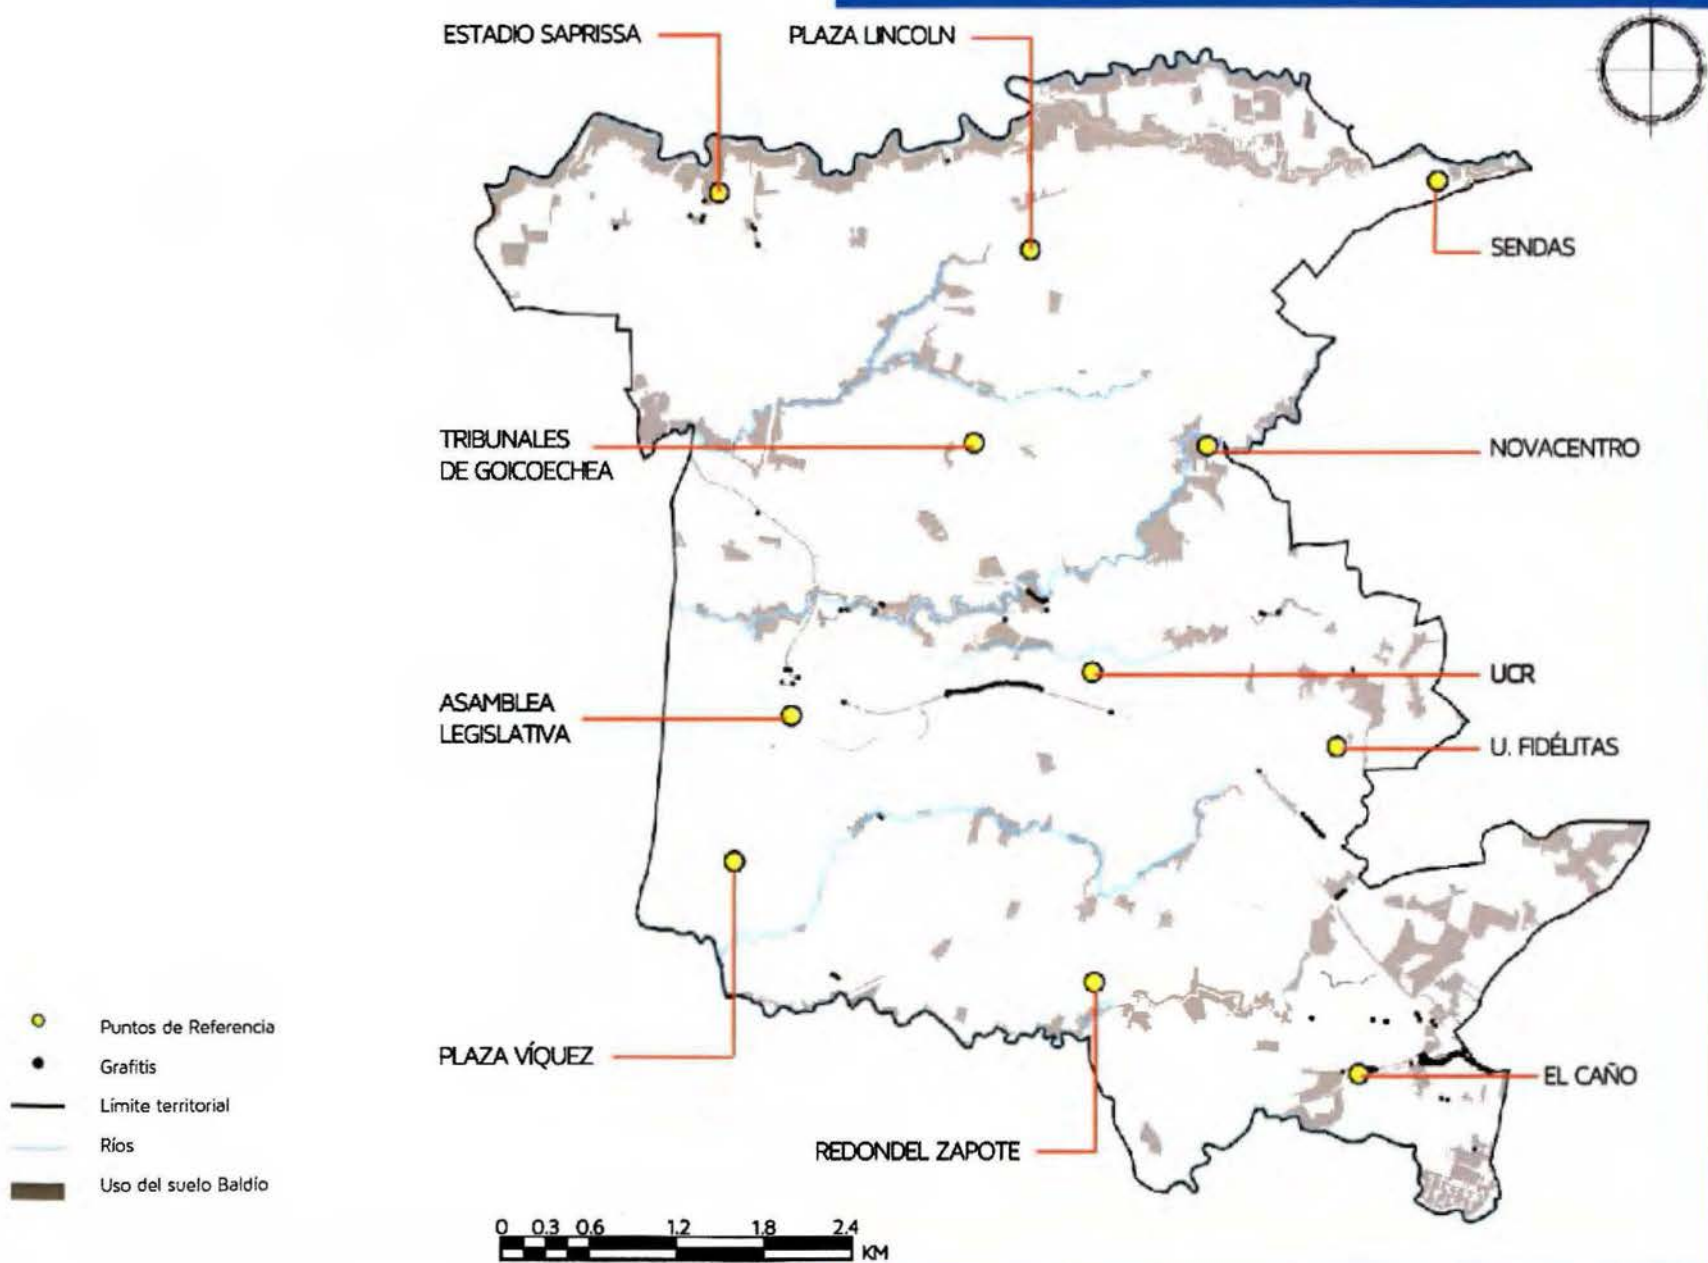 ESTADIO SAPRISSA
PLAZA LINCOLN
SENDAS
TRIBUNALES
DE GOICOECHEA
NOVACENTRO
ASAMBLEA
LEGISLATIVA
UCR
U. FIDÉLITAS
PLAZA VÍQUEZ
EL CAÑO
REDONDEL ZAPOTE
Puntos de Referencia
Grafitis
Límite territorial
Ríos
Uso del suelo Baldío
0 0.3 0.6 1.2 1.8 2.4
KM